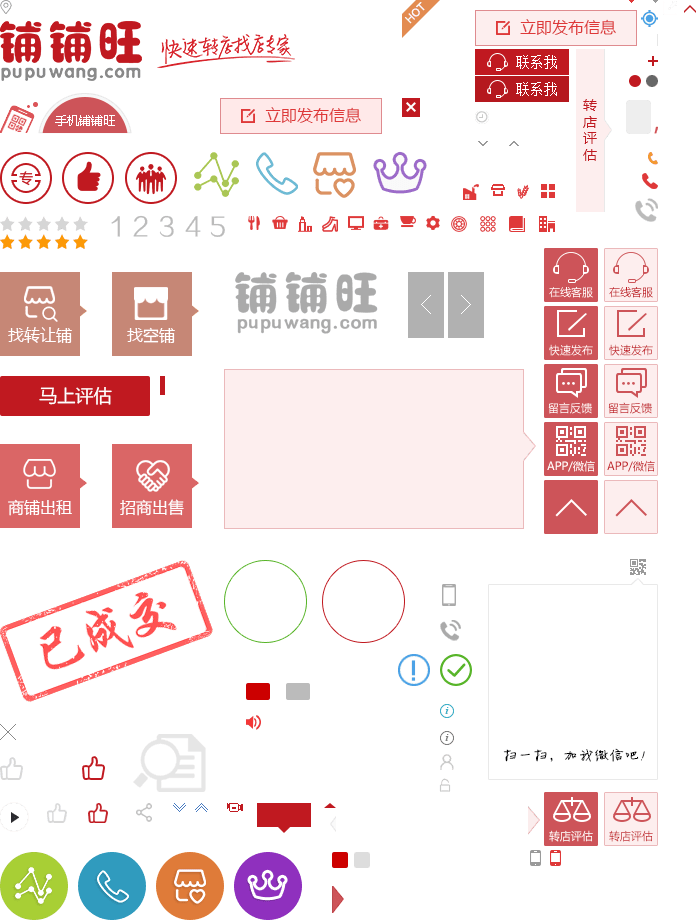 HOT
铺铺旺
pupuwang.com
快速转店找店专家
立即发布信息
联系我
联系我
手机铺铺旺
立即发布信息
转店评估
专
1 2 3 4 5
找转让铺
找空铺
铺铺旺
pupuwang.com
在线客服
在线客服
快速发布
快速发布
马上评估
留言反馈
留言反馈
APP/微信
APP/微信
商铺出租
招商出售
已成交
扫一扫，加我微信吧！
转店评估
转店评估